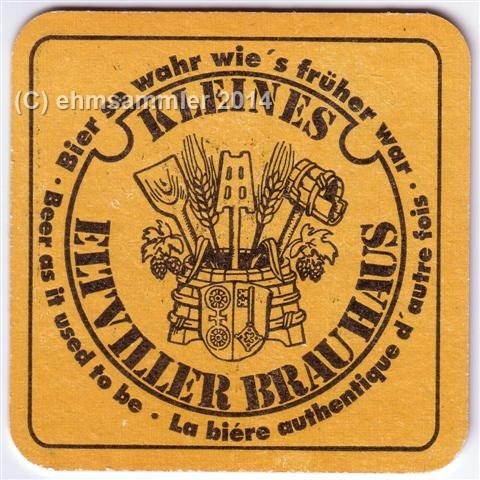 (C) ehmsammler 2014
Bier so wahr wie's früher war ·
Beer as it used to be ·
La biére authentique d'autre fois ·
KLEINES
ELTVILLER BRAUHAUS